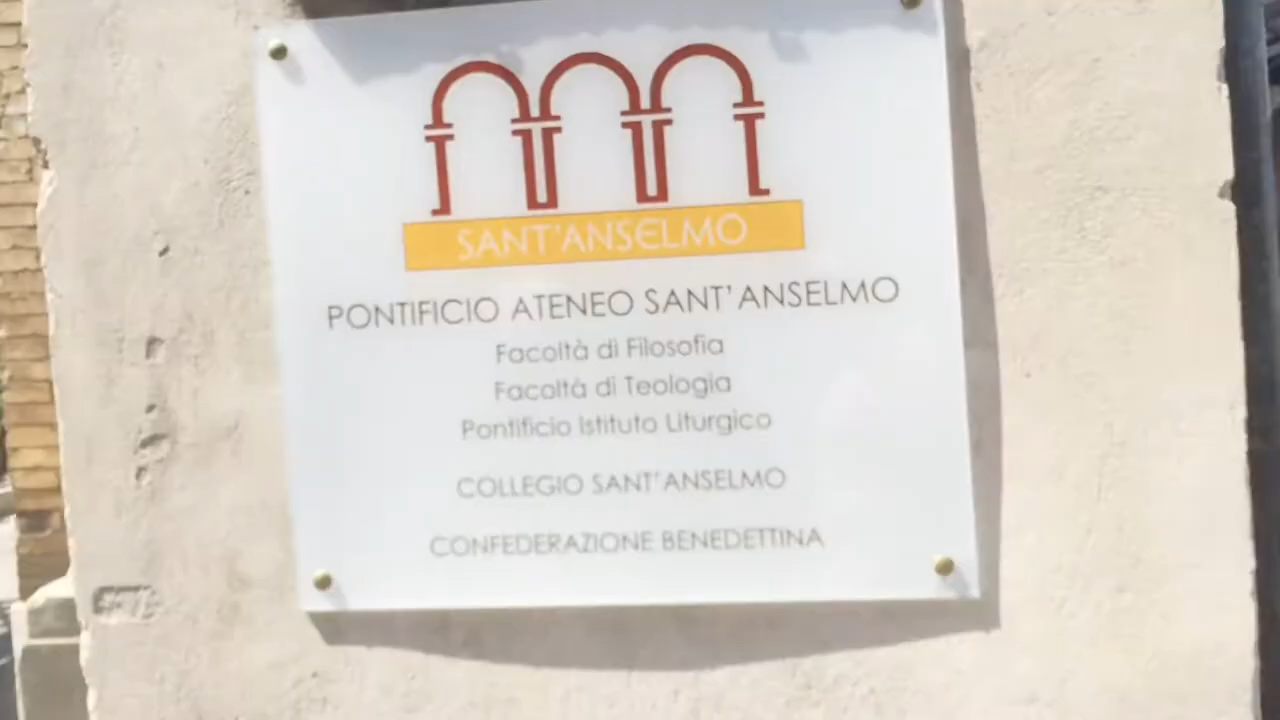 SANT'ANSELMO
PONTIFICIO ATENEO SANT'ANSELMO
Facoltà di Filosofia
Facoltà di Teologia
Pontificio Istituto Liturgico
COLLEGIO SANT'ANSELMO
CONFEDERAZIONE BENEDETTINA